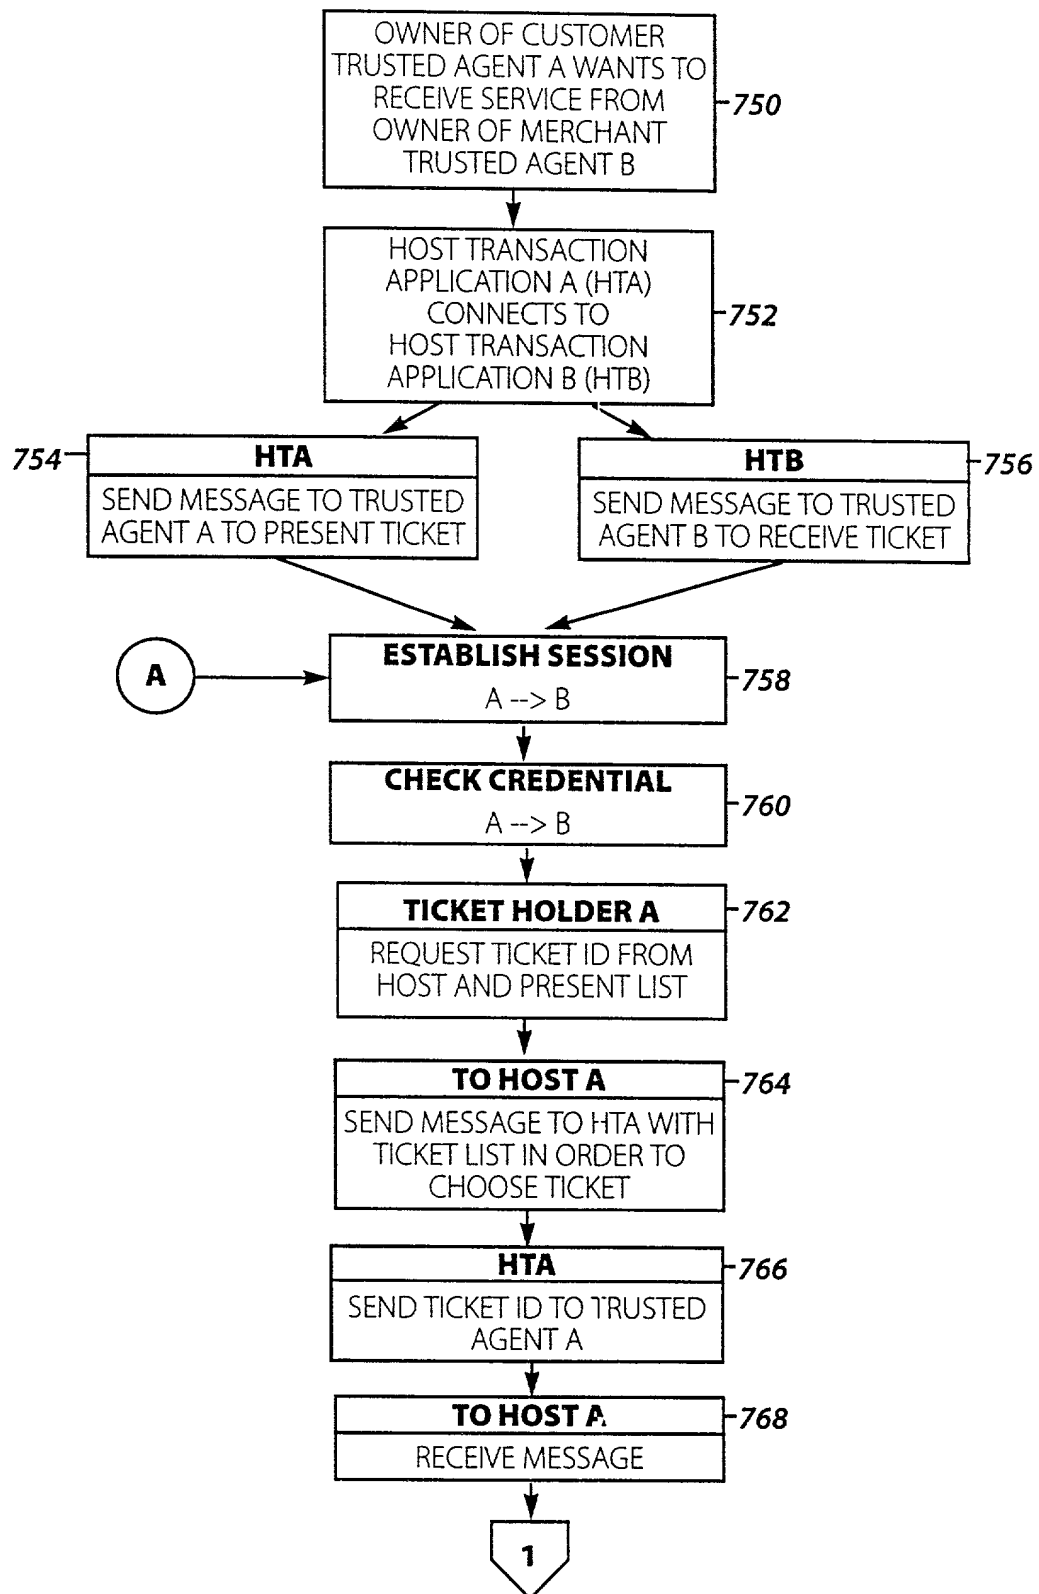 OWNER OF CUSTOMER
TRUSTED AGENT A WANTS TO
RECEIVE SERVICE FROM
OWNER OF MERCHANT
TRUSTED AGENT B
750
HOST TRANSACTION
APPLICATION A (HTA)
CONNECTS TO
HOST TRANSACTION
APPLICATION B (HTB)
752
754
HTA
SEND MESSAGE TO TRUSTED
AGENT A TO PRESENT TICKET
HTB
756
SEND MESSAGE TO TRUSTED
AGENT B TO RECEIVE TICKET
A
ESTABLISH SESSION
A --> B
758
CHECK CREDENTIAL
A --> B
760
TICKET HOLDER A
762
REQUEST TICKET ID FROM
HOST AND PRESENT LIST
TO HOST A
764
SEND MESSAGE TO HTA WITH
TICKET LIST IN ORDER TO
CHOOSE TICKET
HTA
766
SEND TICKET ID TO TRUSTED
AGENT A
TO HOST A
768
RECEIVE MESSAGE
1